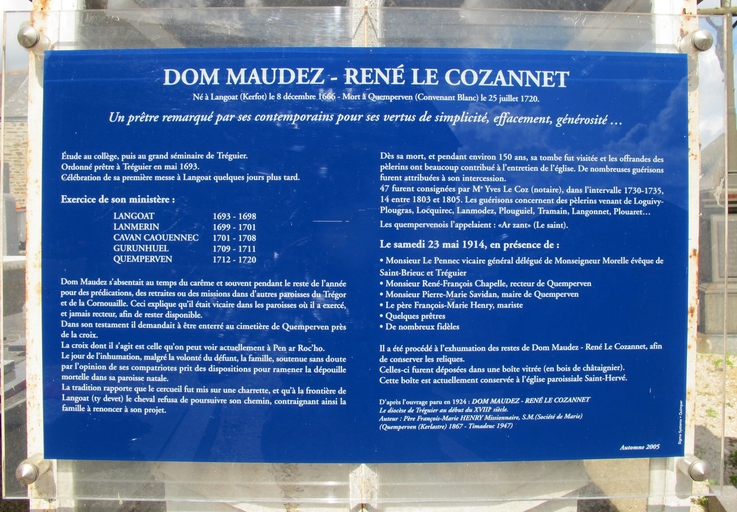 DOM MAUDEZ - RENÉ LE COZANNET
Né à Langoat (Kerfot) le 8 décembre 1666 - Mort à Quemperven (Convenant Blanc) le 25 juillet 1720.
Un prêtre remarqué par ses contemporains pour ses vertus de simplicité, effacement, générosité ...
Étude au collège, puis au grand séminaire de Tréguier.
Ordonné prêtre à Tréguier en mai 1693.
Célébration de sa première messe à Langoat quelques jours plus tard.
Exercice de son ministère :
LANGOAT 1693 - 1698
LANMERIN 1699 - 1701
CAVAN CAOUENNEC 1701 - 1708
GURUNHUEL 1709 - 1711
QUEMPERVEN 1712 - 1720
Dom Maudez s'absentait au temps du carême et souvent pendant le reste de l'année
pour des prédications, des retraites ou des missions dans d'autres paroisses du Trégor
et de la Cornouaille. Ceci explique qu'il était vicaire dans les paroisses où il a exercé,
et jamais recteur, afin de rester disponible.
Dans son testament il demandait à être enterré au cimetière de Quemperven près
de la croix.
La croix dont il s'agit est celle qu'on peut voir actuellement à Pen ar Roc'ho.
Le jour de l'inhumation, malgré la volonté du défunt, la famille, soutenue sans doute
par l'opinion de ses compatriotes prit des dispositions pour ramener la dépouille
mortelle dans sa paroisse natale.
La tradition rapporte que le cercueil fut mis sur une charrette, et qu'à la frontière de
Langoat (ty devet) le cheval refusa de poursuivre son chemin, contraignant ainsi la
famille à renoncer à son projet.
Dès sa mort, et pendant environ 150 ans, sa tombe fut visitée et les offrandes des
pèlerins ont beaucoup contribué à l'entretien de l'église. De nombreuses guérisons
furent attribuées à son intercession.
47 furent consignées par Me Yves Le Coz (notaire), dans l'intervalle 1730-1735,
14 entre 1803 et 1805. Les guérisons concernent des pèlerins venant de Loguivy-
Plougras, Locquirec, Lanmodez, Plouguiel, Tramain, Langonnet, Plouaret...
Les quempervenois l'appelaient : «Ar zant» (Le saint).
Le samedi 23 mai 1914, en présence de :
• Monsieur Le Pennec vicaire général délégué de Monseigneur Morelle évêque de
Saint-Brieuc et Tréguier
• Monsieur René-François Chapelle, recteur de Quemperven
• Monsieur Pierre-Marie Savidan, maire de Quemperven
• Le père François-Marie Henry, mariste
• Quelques prêtres
• De nombreux fidèles
Il a été procédé à l'exhumation des restes de Dom Maudez - René Le Cozannet, afin
de conserver les reliques.
Celles-ci furent déposées dans une boîte vitrée (en bois de châtaignier).
Cette boîte est actuellement conservée à l'église paroissiale Saint-Hervé.
D'après l'ouvrage paru en 1924 : DOM MAUDEZ - RENÉ LE COZANNET
Le diocèse de Tréguier au début du XVIIIe siècle.
Auteur : Père François-Marie HENRY Missionnaire, S.M.(Société de Marie)
(Quemperven (Kerlastre) 1867 - Timadeuc 1947)
Automne 2005